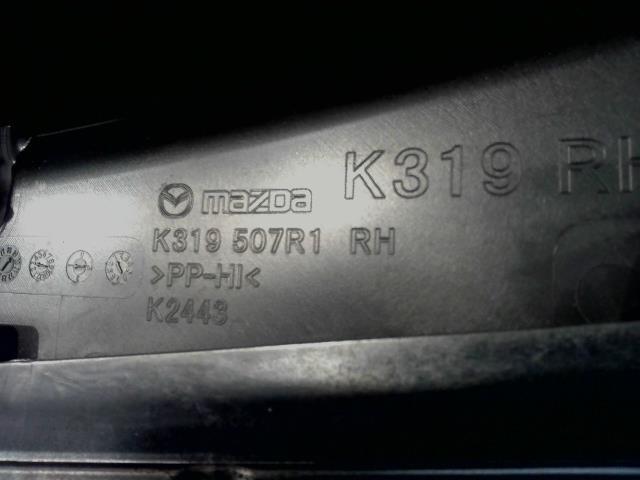 mazda K319 RH
K319 507R1 RH
>PP-HI<
K2443